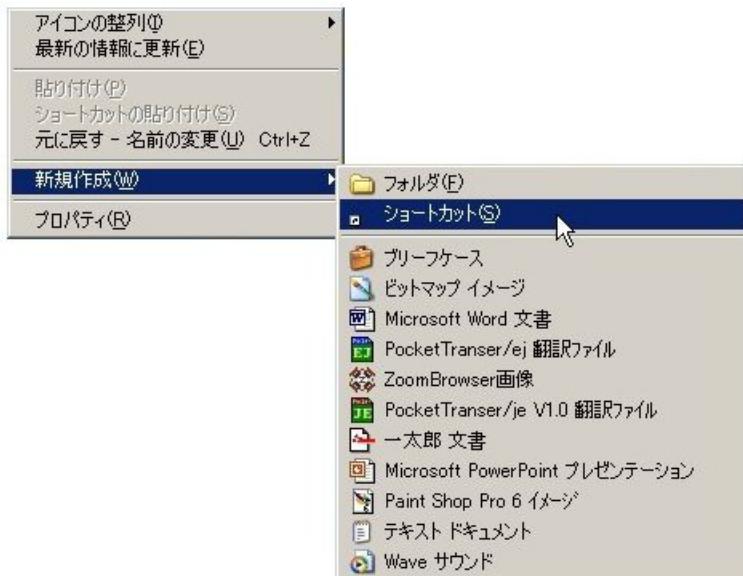 アイコンの整列(I)
最新の情報に更新(E)
貼り付け(P)
ショートカットの貼り付け(S)
元に戻す - 名前の変更(U) Ctrl+Z
新規作成(W)
プロパティ(R)
フォルダ(F)
ショートカット(S)
ブリーフケース
ビットマップ イメージ
Microsoft Word 文書
PocketTranser/ej 翻訳ファイル
ZoomBrowser画像
PocketTranser/je V1.0 翻訳ファイル
一太郎 文書
Microsoft PowerPoint プレゼンテーション
Paint Shop Pro 6 イメージ
テキスト ドキュメント
Wave サウンド